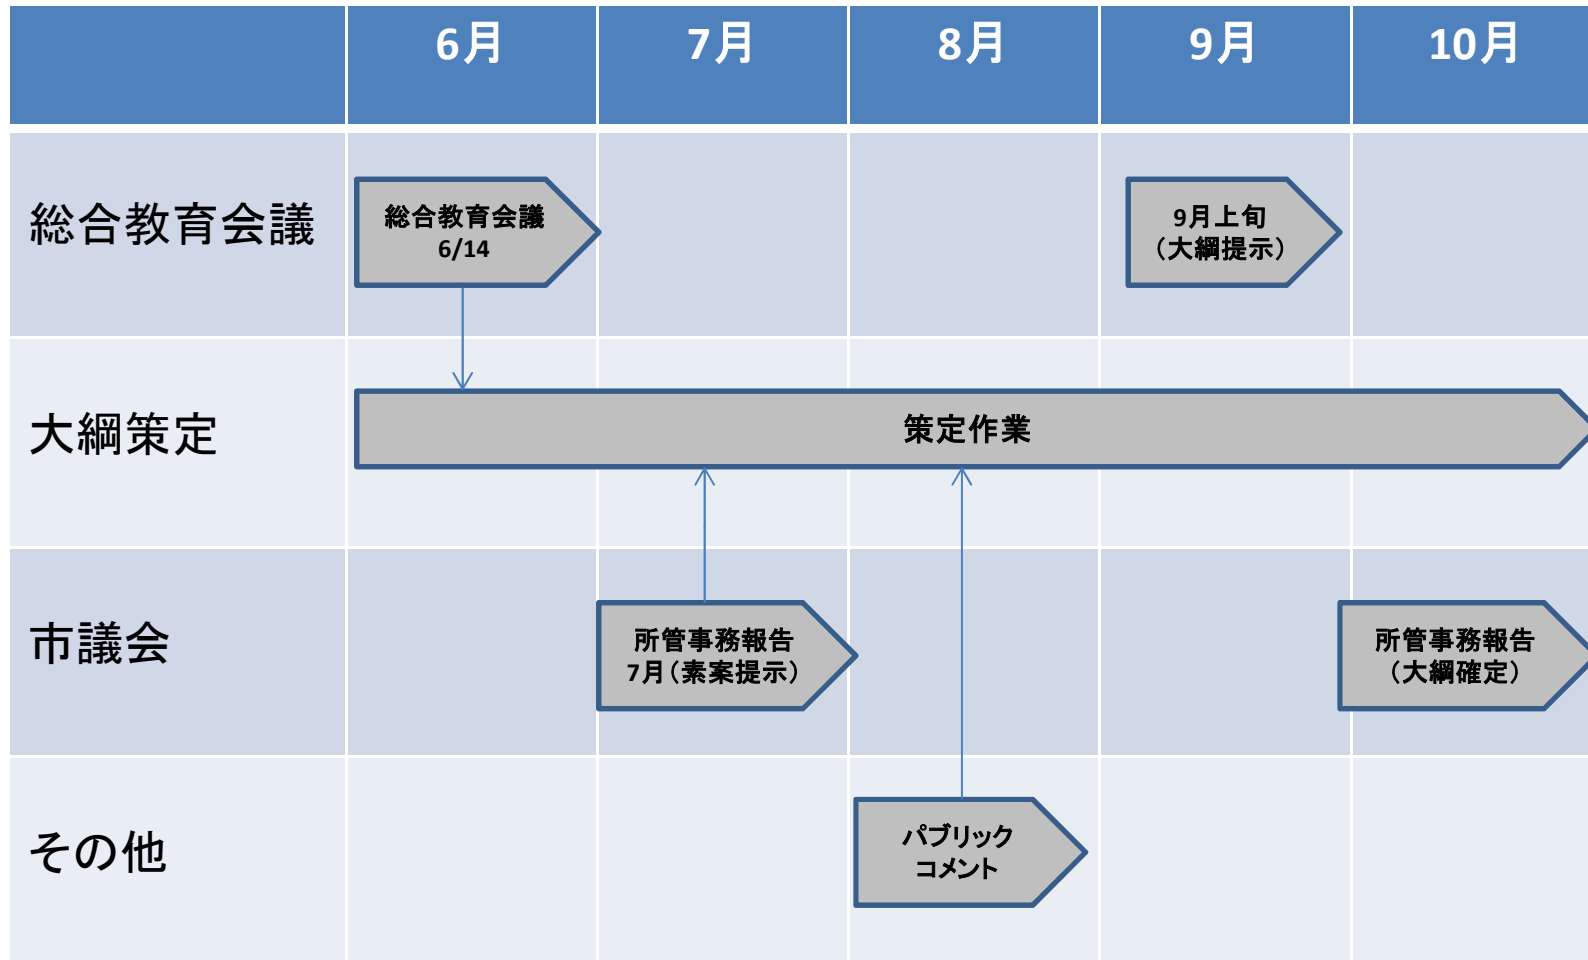 6月
7月
8月
9月
10月
総合教育会議
総合教育会議
6/14
9月上旬
（大綱提示）
大綱策定
策定作業
市議会
所管事務報告
7月（素案提示）
所管事務報告
（大綱確定）
その他
パブリック
コメント